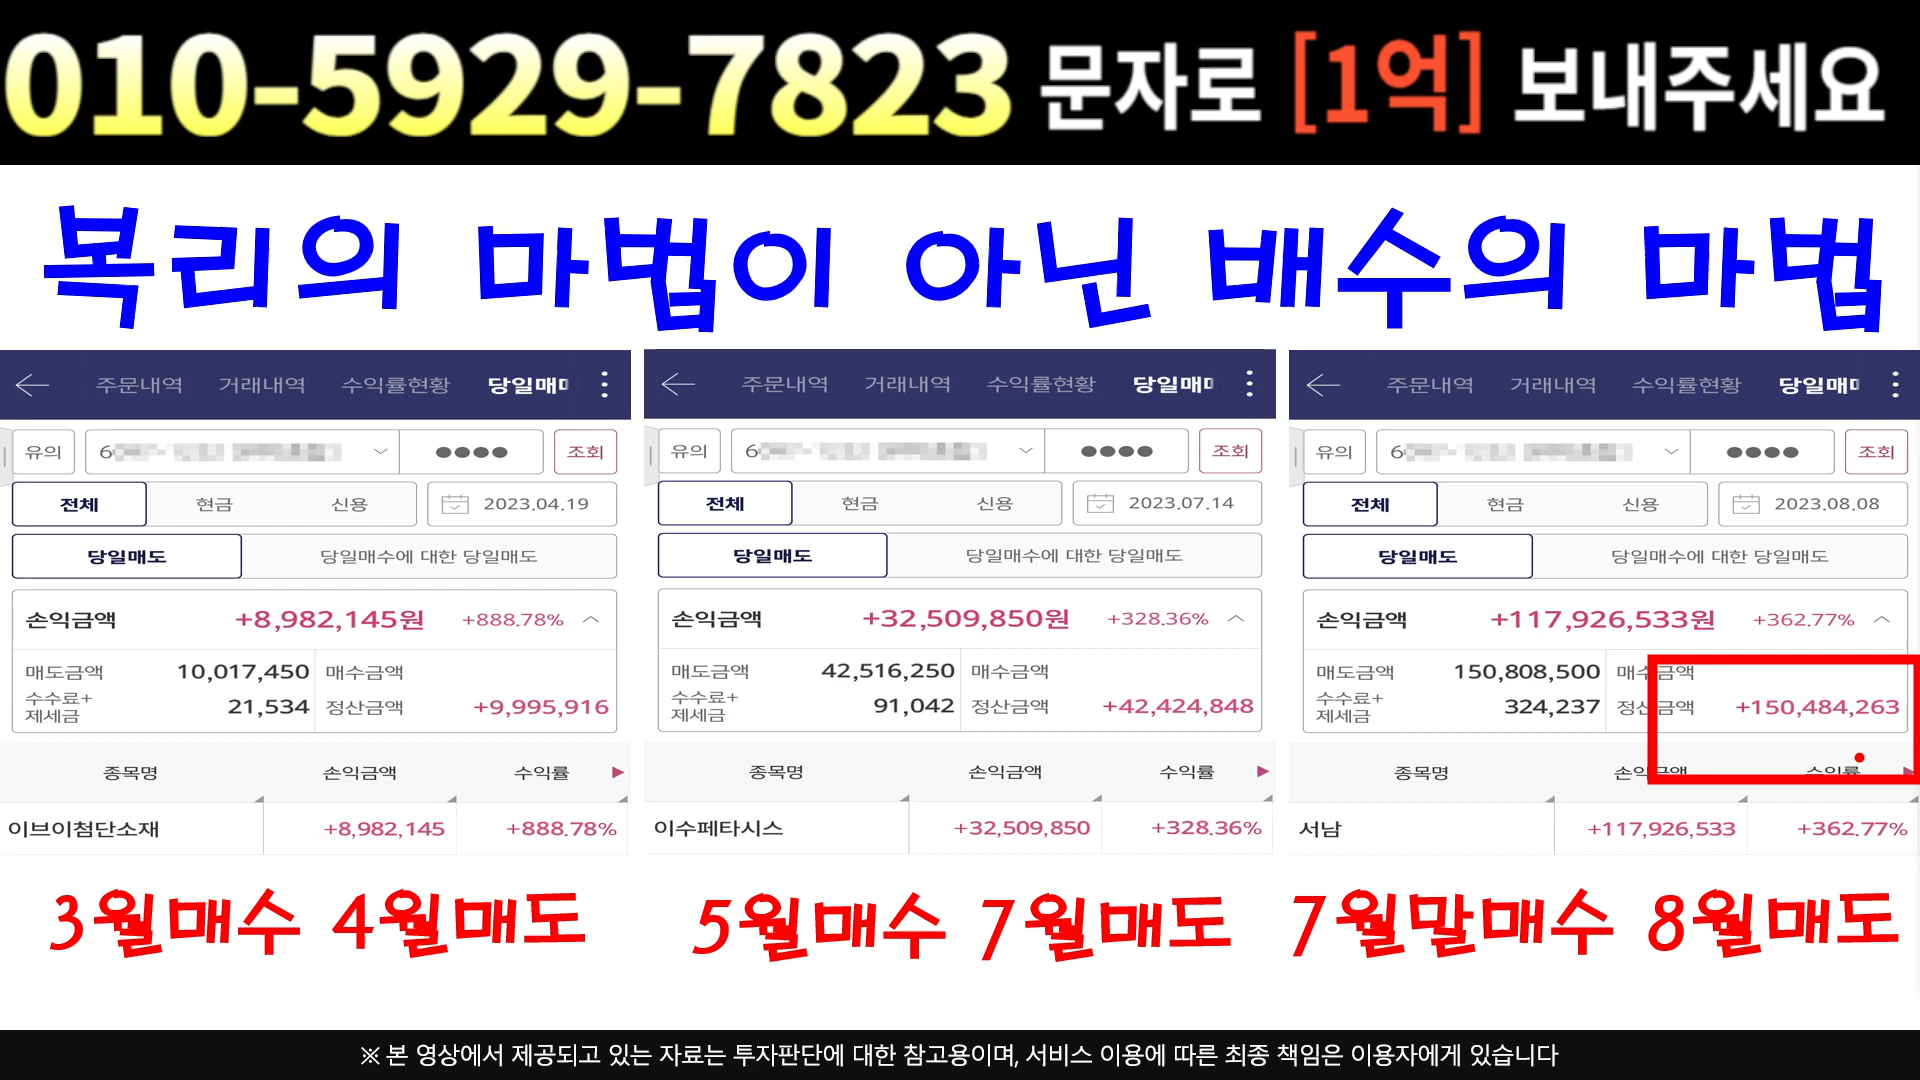 010-5929-7823 문자로 [1억] 보내주세요
복리의 마법이 아닌 배수의 마법
주문내역 거래내역 수익률현황 당일매
유의 6 ●●●● 조회
전체 현금 신용 2023.04.19
당일매도 당일매수에 대한 당일매도
손익금액 +8,982,145원 +888.78%
매도금액 10,017,450 매수금액
수수료+
제세금 21,534 정산금액 +9,995,916
종목명 손익금액 수익률
이브이첨단소재 +8,982,145 +888.78%
3월매수 4월매도
주문내역 거래내역 수익률현황 당일매
유의 6 ●●●● 조회
전체 현금 신용 2023.07.14
당일매도 당일매수에 대한 당일매도
손익금액 +32,509,850원 +328.36%
매도금액 42,516,250 매수금액
수수료+
제세금 91,042 정산금액 +42,424,848
종목명 손익금액 수익률
이수페타시스 +32,509,850 +328.36%
5월매수 7월매도
주문내역 거래내역 수익률현황 당일매
유의 6 ●●●● 조회
전체 현금 신용 2023.08.08
당일매도 당일매수에 대한 당일매도
손익금액 +117,926,533원 +362.77%
매도금액 150,808,500 매수금액
수수료+
제세금 324,237 정산금액 +150,484,263
종목명 손익금액 수익률
서남 +117,926,533 +362.77%
7월말매수 8월매도
※ 본 영상에서 제공되고 있는 자료는 투자판단에 대한 참고용이며, 서비스 이용에 따른 최종 책임은 이용자에게 있습니다